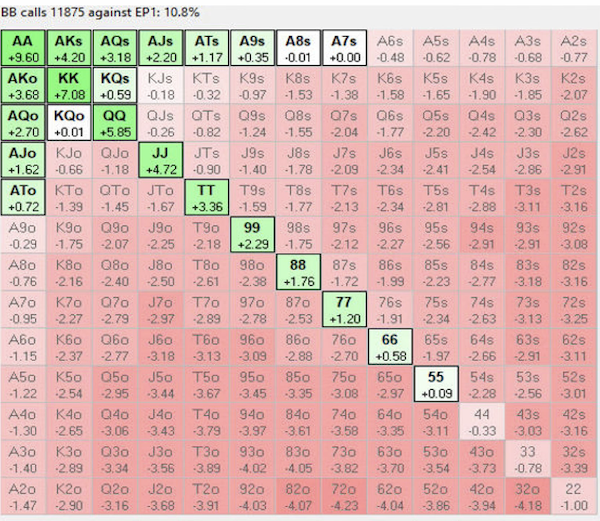 BB calls 11875 against EP1: 10.8%
AA AKs AQs AJs ATs A9s A8s A7s A6s A5s A4s A3s A2s
+9.60 +4.20 +3.18 +2.20 +1.17 +0.35 -0.01 +0.00 -0.48 -0.62 -0.78 -0.68 -0.77
AKo KK KQs KJs KTs K9s K8s K7s K6s K5s K4s K3s K2s
+3.68 +7.08 +0.59 -0.18 -0.32 -0.97 -1.53 -1.38 -1.58 -1.65 -1.90 -1.85 -2.07
AQo KQo QQ QJs QTs Q9s Q8s Q7s Q6s Q5s Q4s Q3s Q2s
+2.70 +0.01 +5.85 -0.26 -0.82 -1.24 -1.55 -2.04 -1.77 -2.20 -2.42 -2.30 -2.62
AJo KJo QJo JJ JTs J9s J8s J7s J6s J5s J4s J3s J2s
+1.62 -0.66 -1.18 +4.72 -0.90 -1.40 -1.78 -2.09 -2.34 -2.41 -2.54 -2.86 -2.91
ATo KTo QTo JTo TT T9s T8s T7s T6s T5s T4s T3s T2s
+0.72 -1.39 -1.45 -1.67 +3.36 -1.59 -1.77 -2.13 -2.34 -2.81 -2.88 -3.11 -3.16
A9o K9o Q9o J9o T9o 99 98s 97s 96s 95s 94s 93s 92s
-0.29 -1.75 -2.07 -2.25 -2.18 +2.29 -1.75 -2.12 -2.27 -2.56 -2.91 -2.91 -3.08
A8o K8o Q8o J8o T8o 98o 88 87s 86s 85s 84s 83s 82s
-0.76 -2.16 -2.40 -2.50 -2.61 -2.38 +1.76 -1.72 -1.99 -2.23 -2.77 -3.18 -3.16
A7o K7o Q7o J7o T7o 97o 87o 77 76s 75s 74s 73s 72s
-0.95 -2.27 -2.79 -2.97 -2.89 -2.78 -2.53 +1.20 -1.91 -2.34 -2.63 -3.13 -3.25
A6o K6o Q6o J6o T6o 96o 86o 76o 66 65s 64s 63s 62s
-1.15 -2.37 -2.77 -3.18 -3.13 -3.09 -2.88 -2.70 +0.58 -1.97 -2.66 -2.91 -3.11
A5o K5o Q5o J5o T5o 95o 85o 75o 65o 55 54s 53s 52s
-1.22 -2.54 -2.95 -3.44 -3.67 -3.45 -3.35 -3.08 -2.97 +0.09 -2.28 -2.56 -3.01
A4o K4o Q4o J4o T4o 94o 84o 74o 64o 54o 44 43s 42s
-1.30 -2.65 -3.06 -3.43 -3.79 -3.97 -3.61 -3.58 -3.35 -3.11 -0.33 -3.03 -3.16
A3o K3o Q3o J3o T3o 93o 83o 73o 63o 53o 43o 33 32s
-1.40 -2.89 -3.34 -3.56 -3.89 -4.02 -4.05 -3.82 -3.70 -3.54 -3.73 -0.78 -3.39
A2o K2o Q2o J2o T2o 92o 82o 72o 62o 52o 42o 32o 22
-1.47 -2.90 -3.16 -3.68 -3.91 -4.03 -4.07 -4.23 -4.04 -3.86 -3.94 -4.18 -1.00